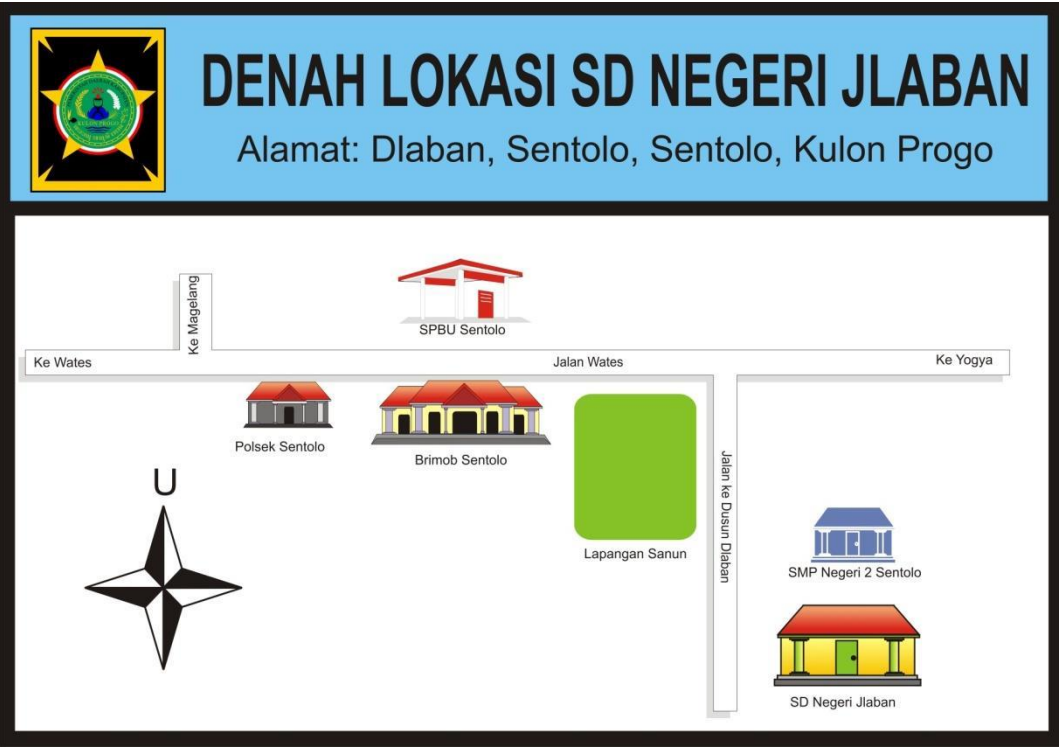 DENAH LOKASI SD NEGERI JLABAN
Alamat: Dlaban, Sentolo, Sentolo, Kulon Progo
KULON PROGO
Ke Magelang
SPBU Sentolo
Ke Wates
Jalan Wates
Ke Yogya
Polsek Sentolo
Brimob Sentolo
Jalan ke Dusun Dlaban
U
Lapangan Sanun
SMP Negeri 2 Sentolo
SD Negeri Jlaban